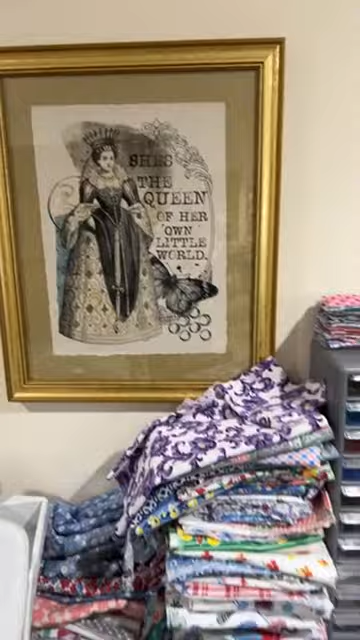 SHE'S
THE
QUEEN
OF HER
OWN
LITTLE
WORLD.